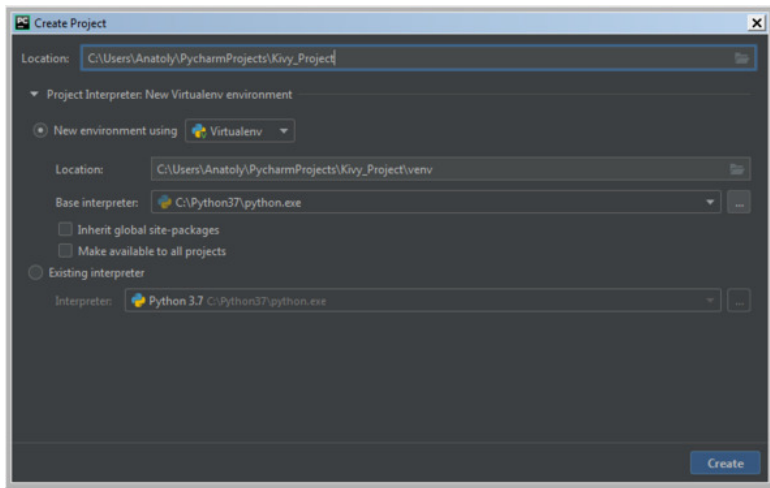 PC Create Project
Location: C:\Users\Anatoly\PycharmProjects\Kivy_Project
Project Interpreter: New Virtualenv environment
New environment using Virtualenv
Location: C:\Users\Anatoly\PycharmProjects\Kivy_Project\venv
Base interpreter: C:\Python37\python.exe ...
Inherit global site-packages
Make available to all projects
Existing interpreter
Interpreter: Python 3.7 C:\Python37\python.exe ...
Create